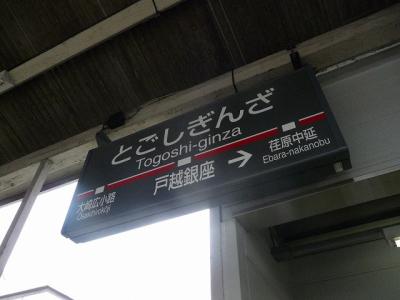 とごしぎんざ
Togoshi-ginza
戸越銀座
→
荏原中延
Ebara-nakanobu
大崎広小路
Ōsakihirokōji